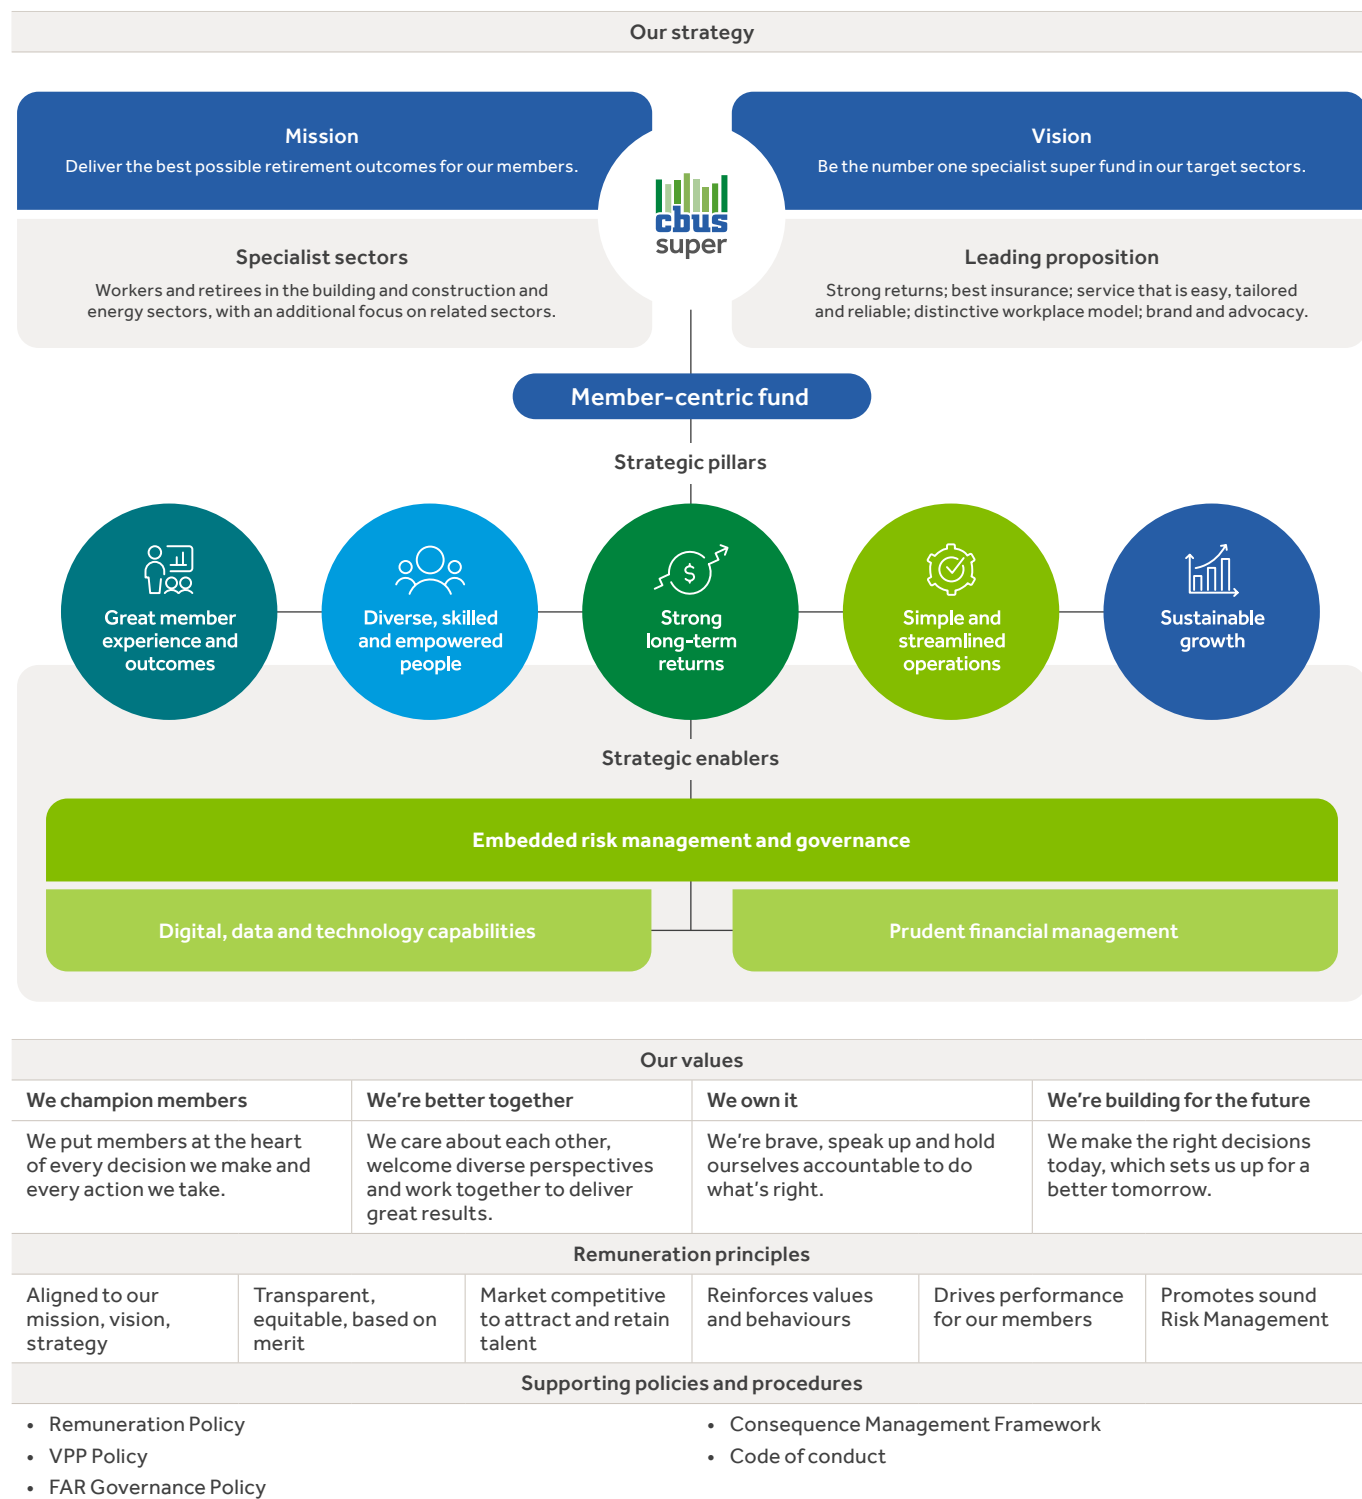 Our strategy
Mission
Deliver the best possible retirement outcomes for our members.
Vision
Be the number one specialist super fund in our target sectors.
cbus
super
Specialist sectors
Workers and retirees in the building and construction and
energy sectors, with an additional focus on related sectors.
Leading proposition
Strong returns; best insurance; service that is easy, tailored
and reliable; distinctive workplace model; brand and advocacy.
Member-centric fund
Strategic pillars
Great member
experience and
outcomes
Diverse, skilled
and empowered
people
$
Strong
long-term
returns
Simple and
streamlined
operations
Sustainable
growth
Strategic enablers
Embedded risk management and governance
Digital, data and technology capabilities
Prudent financial management
Our values
We champion members
We put members at the heart
of every decision we make and
every action we take.
We're better together
We care about each other,
welcome diverse perspectives
and work together to deliver
great results.
We own it
We're brave, speak up and hold
ourselves accountable to do
what's right.
We're building for the future
We make the right decisions
today, which sets us up for a
better tomorrow.
Remuneration principles
Aligned to our
mission, vision,
strategy
Transparent,
equitable, based on
merit
Market competitive
to attract and retain
talent
Reinforces values
and behaviours
Drives performance
for our members
Promotes sound
Risk Management
Supporting policies and procedures
• Remuneration Policy
• VPP Policy
• FAR Governance Policy
• Consequence Management Framework
• Code of conduct